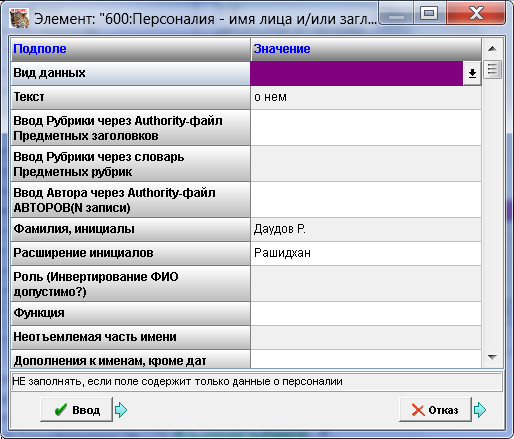 Элемент: "600:Персоналия - имя лица и/или загл...
Подполе Значение
Вид данных
Текст о нем
Ввод Рубрики через Authority-файл
Предметных заголовков
Ввод Рубрики через словарь
Предметных рубрик
Ввод Автора через Authority-файл
АВТОРОВ(N записи)
Фамилия, инициалы Даудов Р.
Расширение инициалов Рашидхан
Роль (Инвертирование ФИО
допустимо?)
Функция
Неотъемлемая часть имени
Дополнения к именам, кроме дат
НЕ заполнять, если поле содержит только данные о персоналии
Ввод Отказ